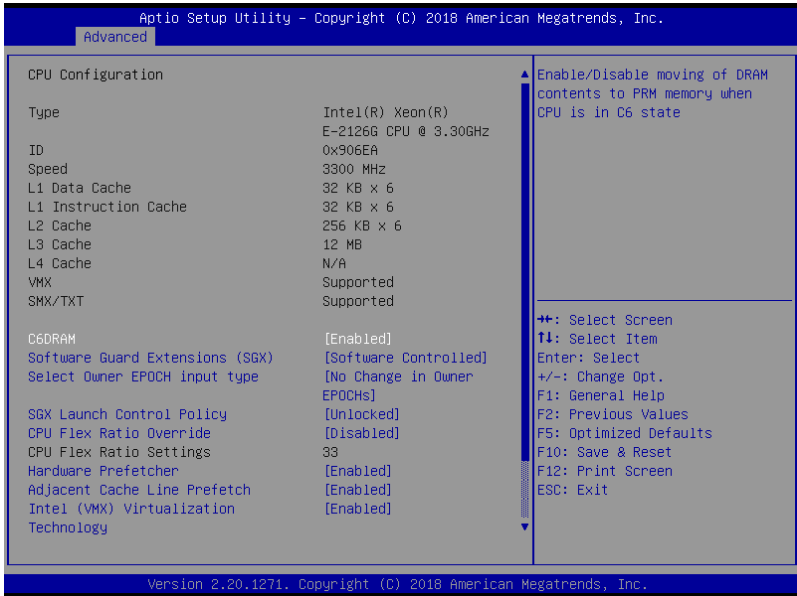 Aptio Setup Utility – Copyright (C) 2018 American Megatrends, Inc.
Advanced
CPU Configuration
Type Intel(R) Xeon(R)
E-2126G CPU @ 3.30GHz
ID 0x906EA
Speed 3300 MHz
L1 Data Cache 32 KB x 6
L1 Instruction Cache 32 KB x 6
L2 Cache 256 KB x 6
L3 Cache 12 MB
L4 Cache N/A
VMX Supported
SMX/TXT Supported
C6DRAM [Enabled]
Software Guard Extensions (SGX) [Software Controlled]
Select Owner EPOCH input type [No Change in Owner
EPOCHs]
SGX Launch Control Policy [Unlocked]
CPU Flex Ratio Override [Disabled]
CPU Flex Ratio Settings 33
Hardware Prefetcher [Enabled]
Adjacent Cache Line Prefetch [Enabled]
Intel (VMX) Virtualization [Enabled]
Technology
Enable/Disable moving of DRAM
contents to PRM memory when
CPU is in C6 state
→←: Select Screen
↑↓: Select Item
Enter: Select
+/-: Change Opt.
F1: General Help
F2: Previous Values
F5: Optimized Defaults
F10: Save & Reset
F12: Print Screen
ESC: Exit
Version 2.20.1271. Copyright (C) 2018 American Megatrends, Inc.